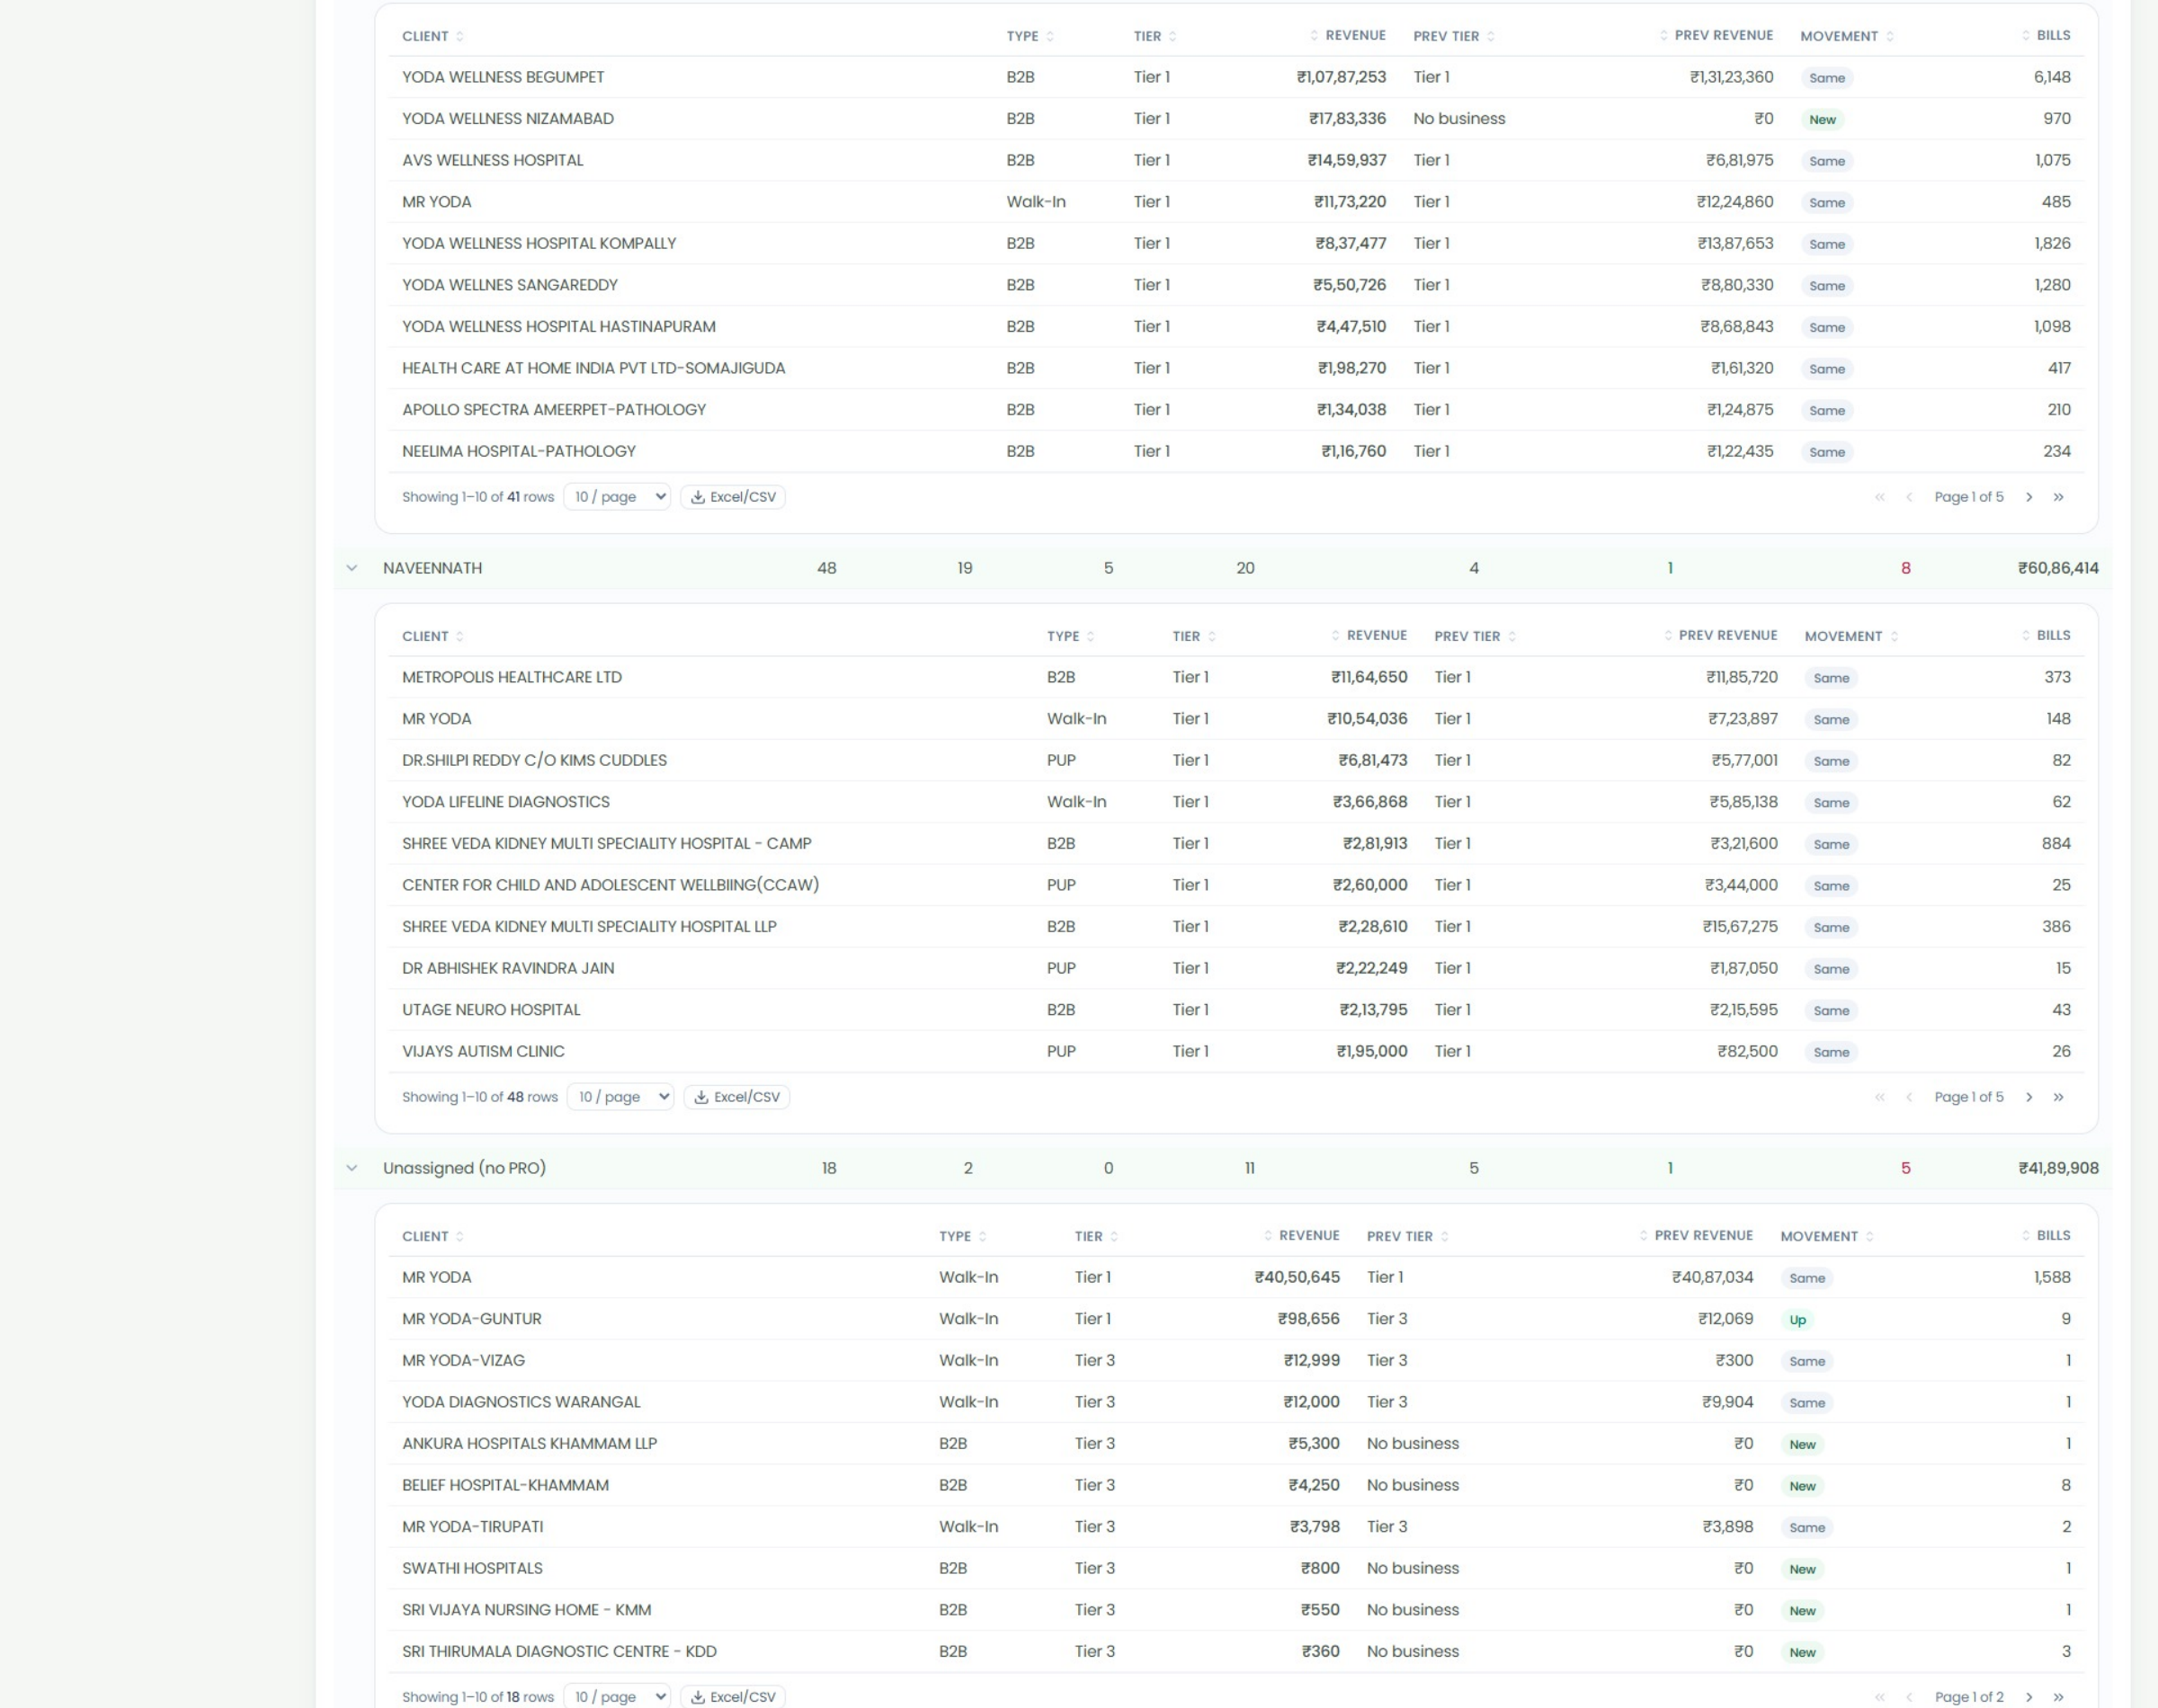 CLIENT TYPE TIER REVENUE PREV TIER PREV REVENUE MOVEMENT BILLS
YODA WELLNESS BEGUMPET B2B Tier 1 ₹1,07,87,253 Tier 1 ₹1,31,23,360 Same 6,148
YODA WELLNESS NIZAMABAD B2B Tier 1 ₹17,83,336 No business ₹0 New 970
AVS WELLNESS HOSPITAL B2B Tier 1 ₹14,59,937 Tier 1 ₹6,81,975 Same 1,075
MR YODA Walk-In Tier 1 ₹11,73,220 Tier 1 ₹12,24,860 Same 485
YODA WELLNESS HOSPITAL KOMPALLY B2B Tier 1 ₹8,37,477 Tier 1 ₹13,87,653 Same 1,826
YODA WELLNES SANGAREDDY B2B Tier 1 ₹5,50,726 Tier 1 ₹8,80,330 Same 1,280
YODA WELLNESS HOSPITAL HASTINAPURAM B2B Tier 1 ₹4,47,510 Tier 1 ₹8,68,843 Same 1,098
HEALTH CARE AT HOME INDIA PVT LTD-SOMAJIGUDA B2B Tier 1 ₹1,98,270 Tier 1 ₹1,61,320 Same 417
APOLLO SPECTRA AMEERPET-PATHOLOGY B2B Tier 1 ₹1,34,038 Tier 1 ₹1,24,875 Same 210
NEELIMA HOSPITAL-PATHOLOGY B2B Tier 1 ₹1,16,760 Tier 1 ₹1,22,435 Same 234
Showing 1–10 of 41 rows 10 / page Excel/CSV « ‹ Page 1 of 5 › »
NAVEENNATH 48 19 5 20 4 1 8 ₹60,86,414
CLIENT TYPE TIER REVENUE PREV TIER PREV REVENUE MOVEMENT BILLS
METROPOLIS HEALTHCARE LTD B2B Tier 1 ₹11,64,650 Tier 1 ₹11,85,720 Same 373
MR YODA Walk-In Tier 1 ₹10,54,036 Tier 1 ₹7,23,897 Same 148
DR.SHILPI REDDY C/O KIMS CUDDLES PUP Tier 1 ₹6,81,473 Tier 1 ₹5,77,001 Same 82
YODA LIFELINE DIAGNOSTICS Walk-In Tier 1 ₹3,66,868 Tier 1 ₹5,85,138 Same 62
SHREE VEDA KIDNEY MULTI SPECIALITY HOSPITAL - CAMP B2B Tier 1 ₹2,81,913 Tier 1 ₹3,21,600 Same 884
CENTER FOR CHILD AND ADOLESCENT WELLBIING(CCAW) PUP Tier 1 ₹2,60,000 Tier 1 ₹3,44,000 Same 25
SHREE VEDA KIDNEY MULTI SPECIALITY HOSPITAL LLP B2B Tier 1 ₹2,28,610 Tier 1 ₹15,67,275 Same 386
DR ABHISHEK RAVINDRA JAIN PUP Tier 1 ₹2,22,249 Tier 1 ₹1,87,050 Same 15
UTAGE NEURO HOSPITAL B2B Tier 1 ₹2,13,795 Tier 1 ₹2,15,595 Same 43
VIJAYS AUTISM CLINIC PUP Tier 1 ₹1,95,000 Tier 1 ₹82,500 Same 26
Showing 1–10 of 48 rows 10 / page Excel/CSV « ‹ Page 1 of 5 › »
Unassigned (no PRO) 18 2 0 11 5 1 5 ₹41,89,908
CLIENT TYPE TIER REVENUE PREV TIER PREV REVENUE MOVEMENT BILLS
MR YODA Walk-In Tier 1 ₹40,50,645 Tier 1 ₹40,87,034 Same 1,588
MR YODA-GUNTUR Walk-In Tier 1 ₹98,656 Tier 3 ₹12,069 Up 9
MR YODA-VIZAG Walk-In Tier 3 ₹12,999 Tier 3 ₹300 Same 1
YODA DIAGNOSTICS WARANGAL Walk-In Tier 3 ₹12,000 Tier 3 ₹9,904 Same 1
ANKURA HOSPITALS KHAMMAM LLP B2B Tier 3 ₹5,300 No business ₹0 New 1
BELIEF HOSPITAL-KHAMMAM B2B Tier 3 ₹4,250 No business ₹0 New 8
MR YODA-TIRUPATI Walk-In Tier 3 ₹3,798 Tier 3 ₹3,898 Same 2
SWATHI HOSPITALS B2B Tier 3 ₹800 No business ₹0 New 1
SRI VIJAYA NURSING HOME - KMM B2B Tier 3 ₹550 No business ₹0 New 1
SRI THIRUMALA DIAGNOSTIC CENTRE - KDD B2B Tier 3 ₹360 No business ₹0 New 3
Showing 1–10 of 18 rows 10 / page Excel/CSV « ‹ Page 1 of 2 › »